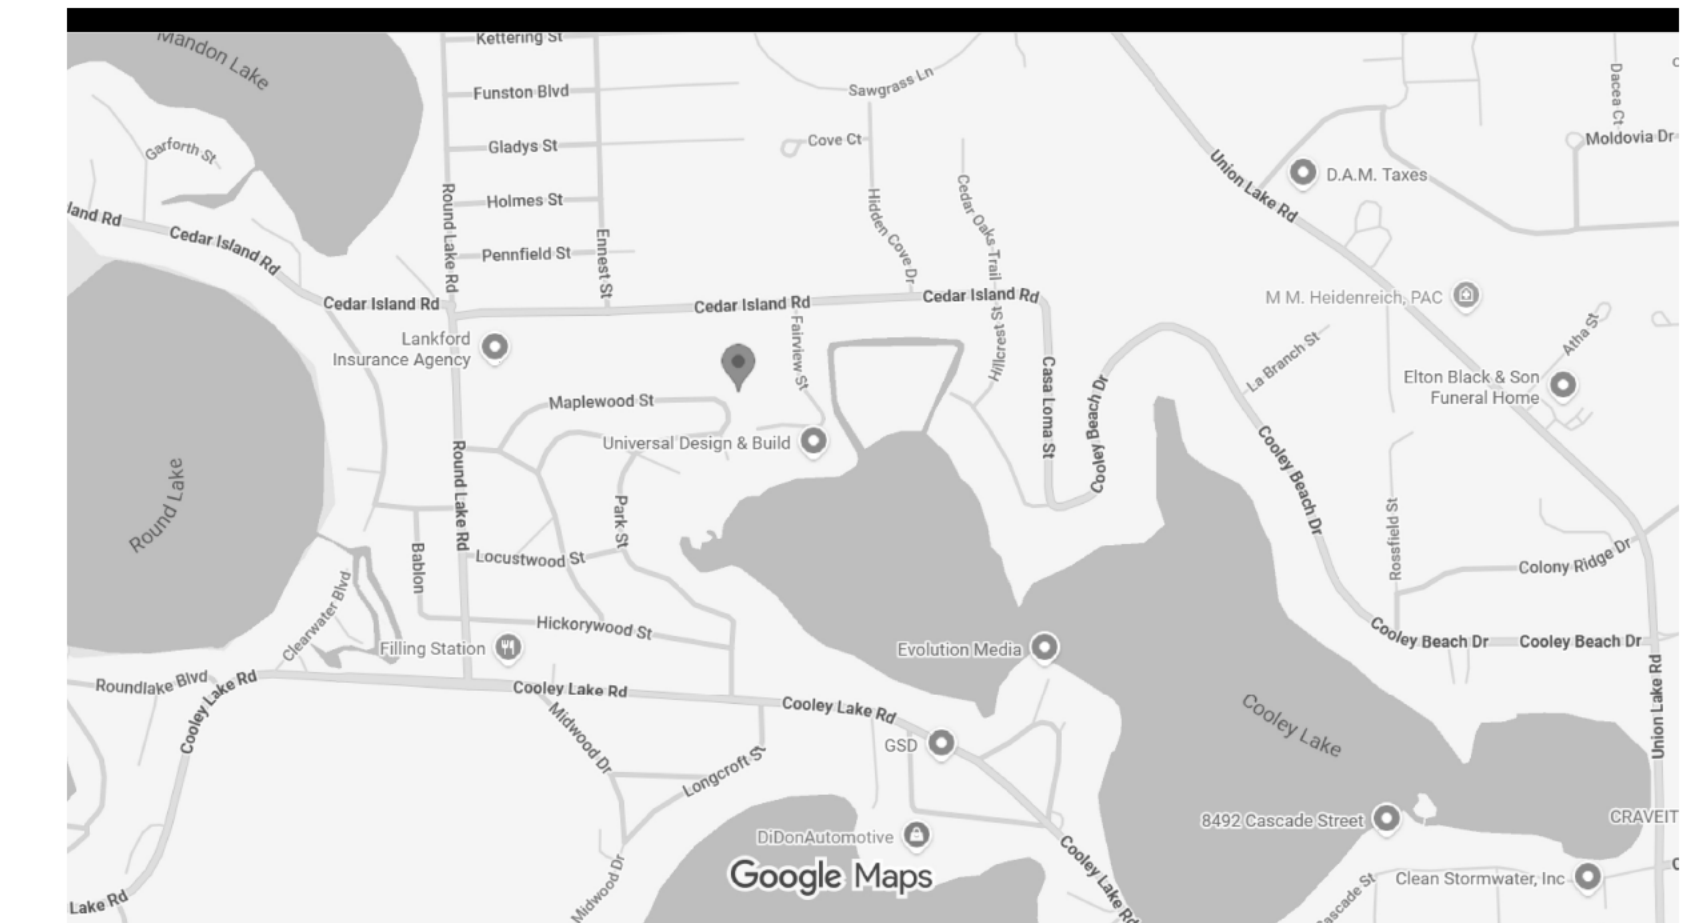 Mandon Lake
Kettering St
Funston Blvd
Sawgrass Ln
Dacea Ct
Gladys St
Cove Ct
Moldovia Dr
Garforth St
Union Lake Rd
D.A.M. Taxes
Round Lake Rd
Holmes St
Hidden Cove Dr
Cedar Oaks Trail
land Rd
Cedar Island Rd
Pennfield St
Ennest St
Cedar Island Rd
Cedar Island Rd
Cedar Island Rd
M M. Heidenreich, PAC
Lankford
Insurance Agency
Fairview St
Hillcrest St
La Branch St
Atha St
Casa Loma St
Cooley Beach Dr
Elton Black & Son
Funeral Home
Maplewood St
Universal Design & Build
Cooley Beach Dr
Round Lake
Round Lake Rd
Park St
Rossfield St
Locustwood St
Bablon
Colony Ridge Dr
Clearwater Blvd
Hickorywood St
Filling Station
Evolution Media
Cooley Beach Dr
Cooley Beach Dr
Roundlake Blvd
Cooley Lake Rd
Cooley Lake Rd
Cooley Lake Rd
Cooley Lake
Union Lake Rd
Midwood Dr
GSD
Longcroft S
8492 Cascade Street
CRAVEIT
DiDonAutomotive
Google Maps
Cooley Lake Rd
Midwood Dr
Lake Rd
Cascade St
Clean Stormwater, Inc